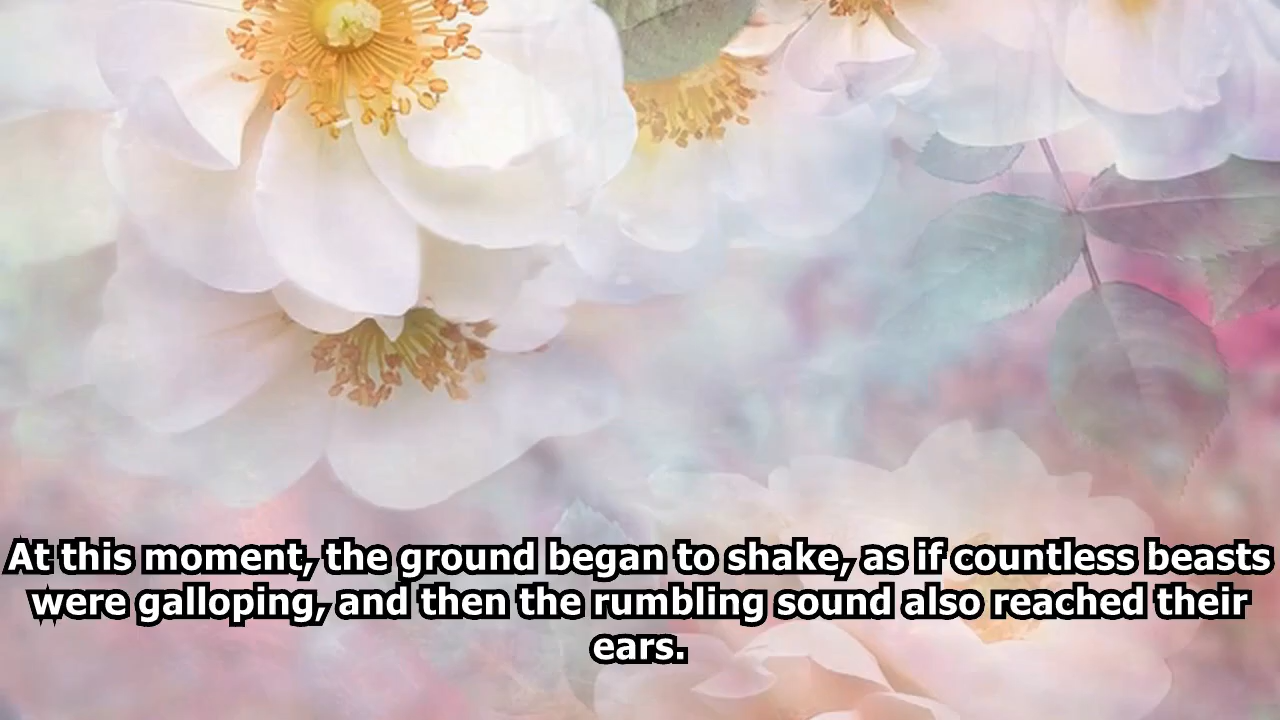 At this moment, the ground began to shake, as if countless beasts
were galloping, and then the rumbling sound also reached their
ears.